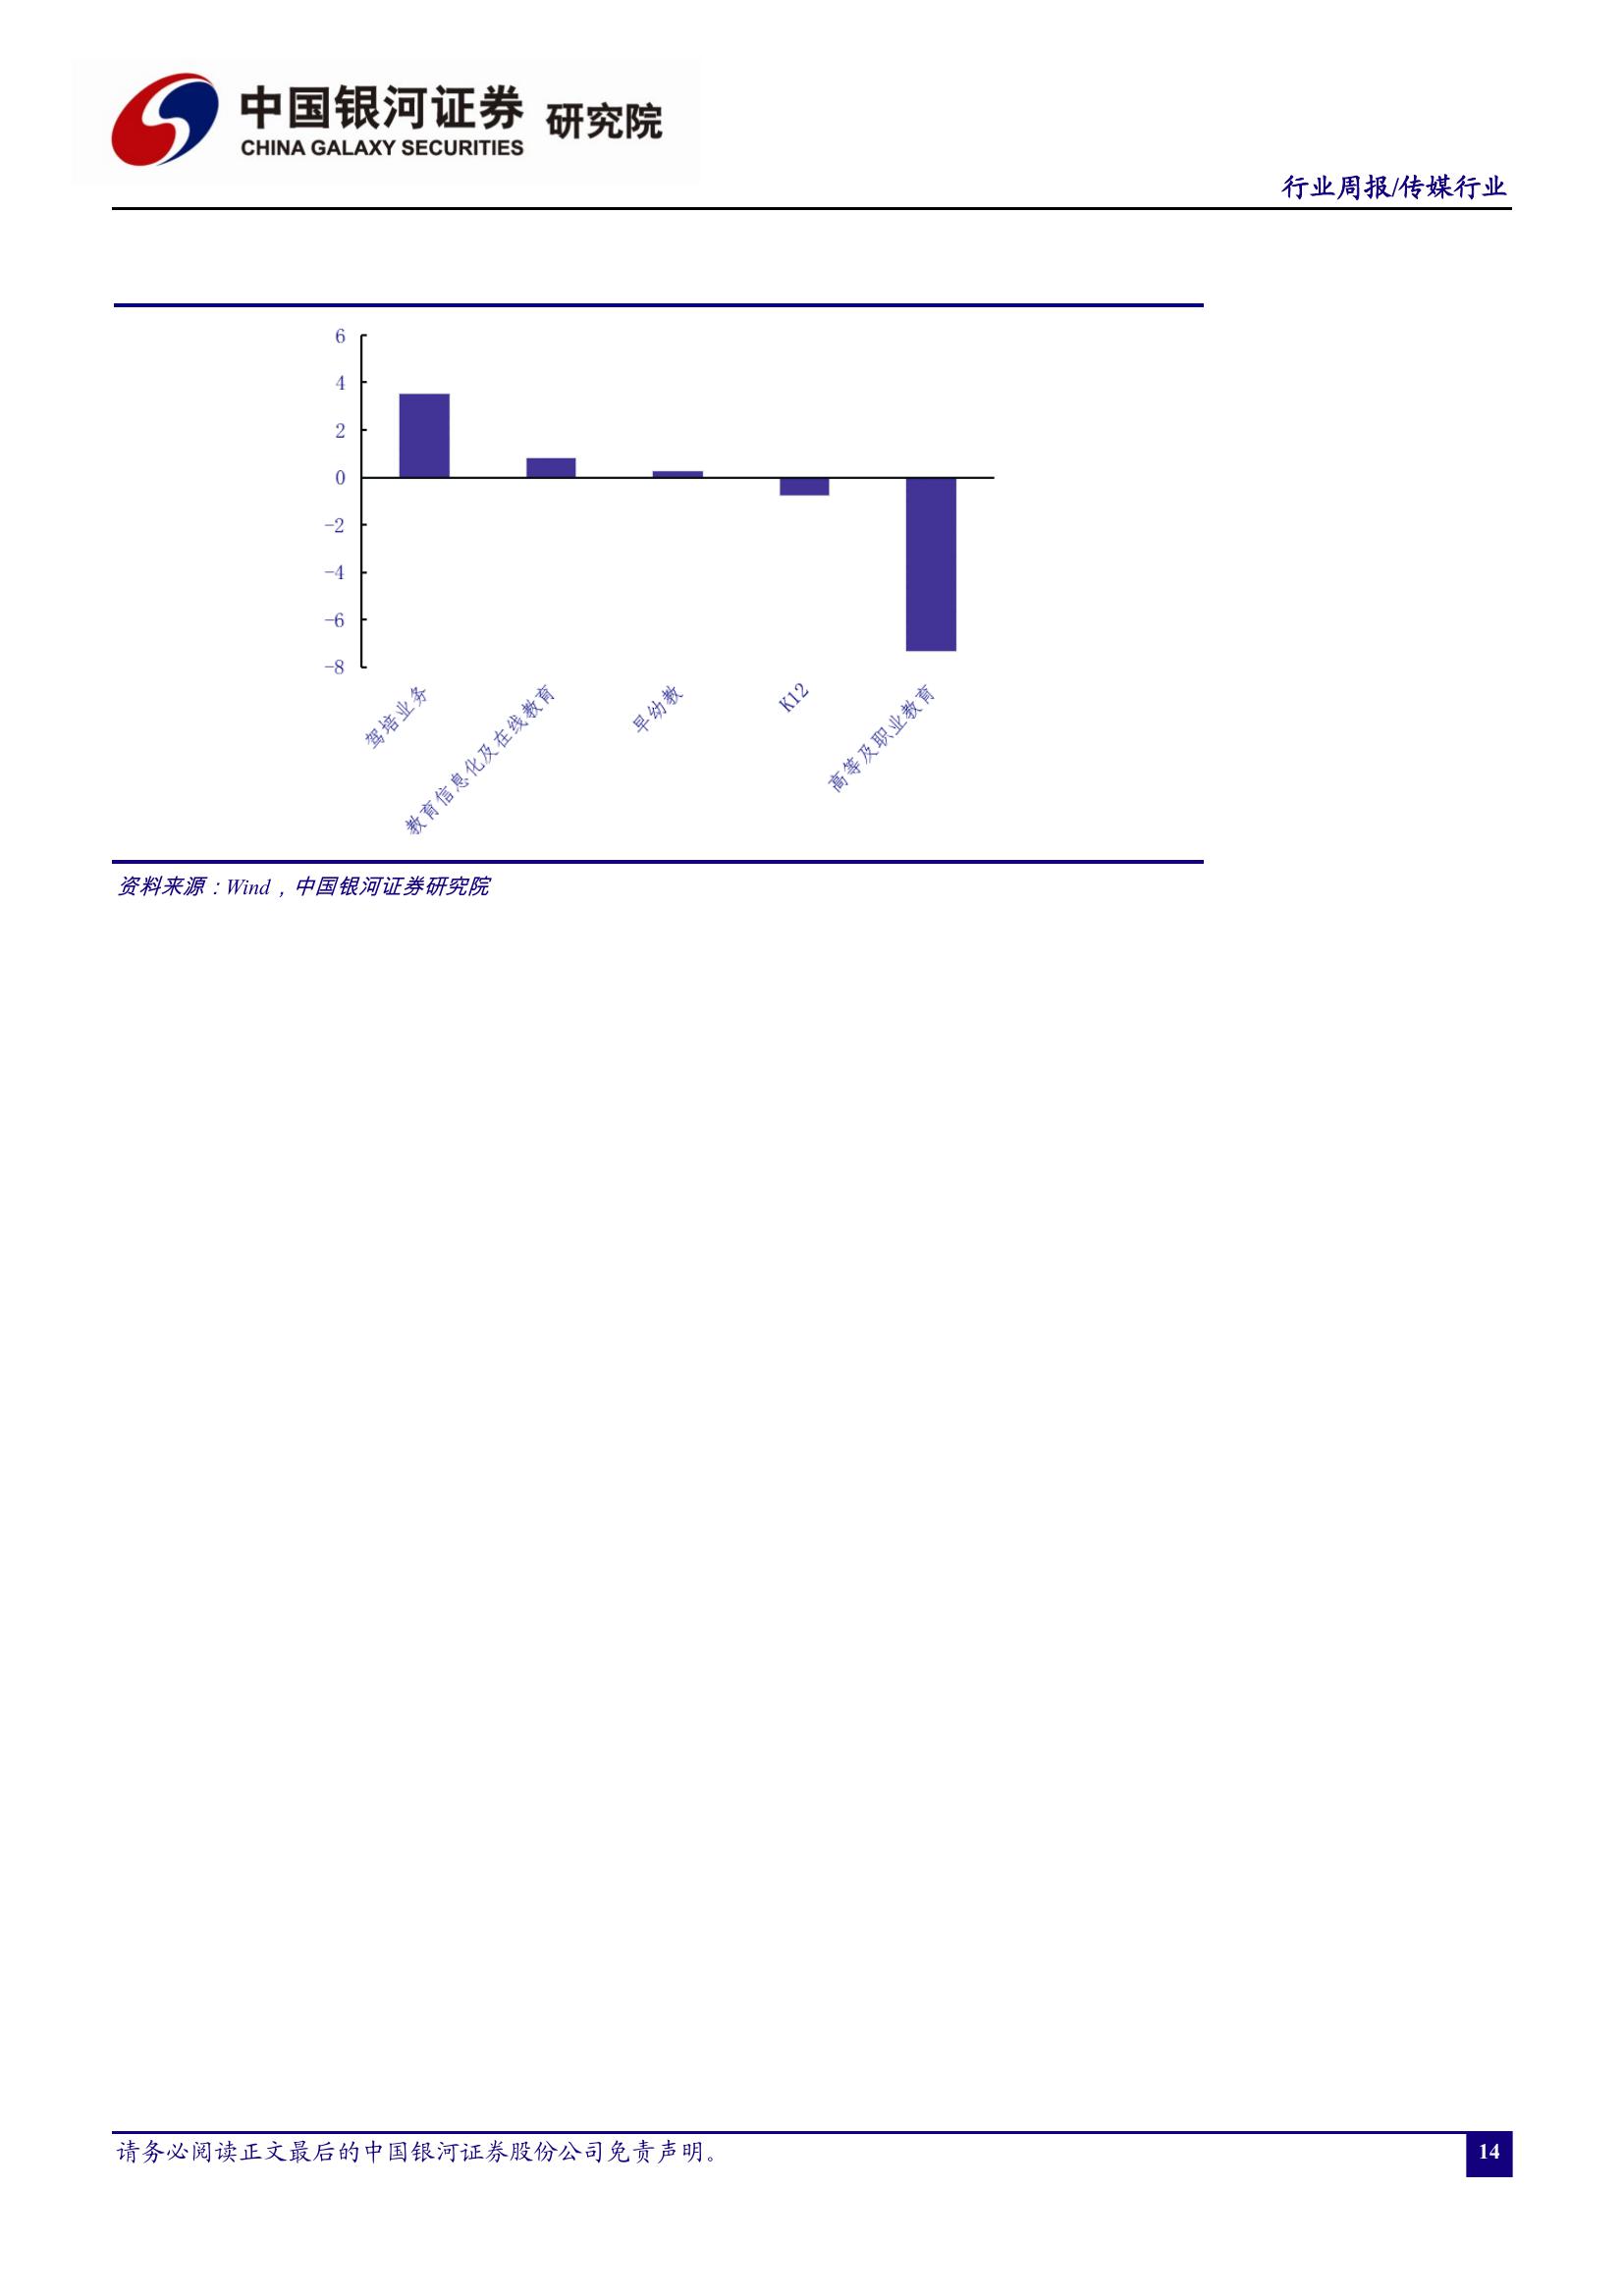 中国银河证券 研究院
CHINA GALAXY SECURITIES
行业周报/传媒行业
6
4
2
0
-2
-4
-6
-8
驾培业务
教育信息化及在线教育
早幼教
K12
高等及职业教育
资料来源：Wind，中国银河证券研究院
请务必阅读正文最后的中国银河证券股份公司免责声明。
14